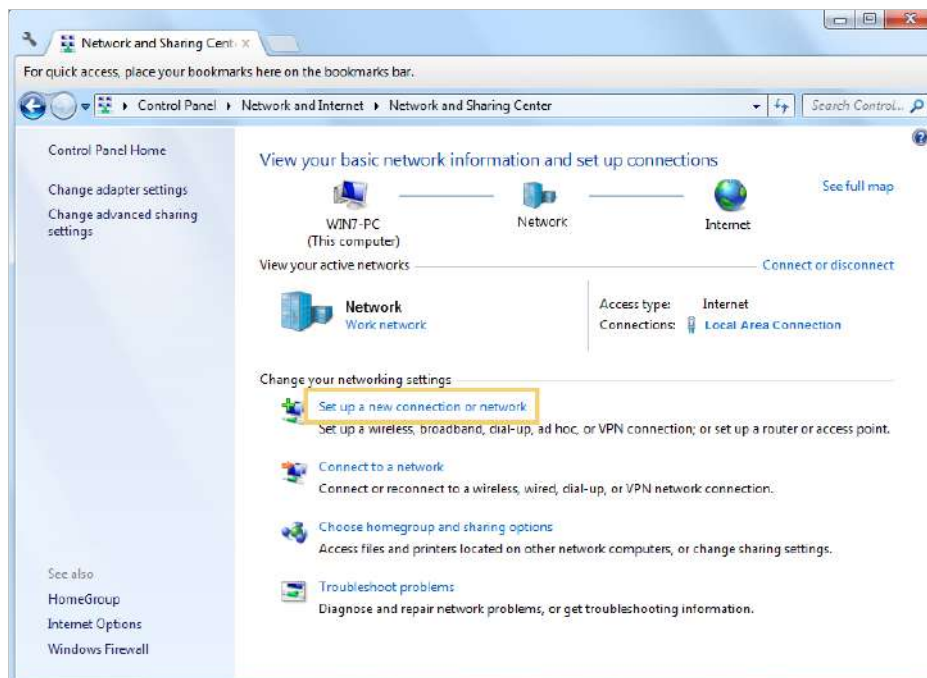 Network and Sharing Cent
For quick access, place your bookmarks here on the bookmarks bar.
Control Panel Network and Internet Network and Sharing Center
Search Control...
Control Panel Home
Change adapter settings
Change advanced sharing
settings
See also
HomeGroup
Internet Options
Windows Firewall
View your basic network information and set up connections
See full map
WIN7-PC
(This computer)
Network
Internet
View your active networks
Connect or disconnect
Network
Work network
Access type: Internet
Connections: Local Area Connection
Change your networking settings
Set up a new connection or network
Set up a wireless, broadband, dial-up, ad hoc, or VPN connection; or set up a router or access point.
Connect to a network
Connect or reconnect to a wireless, wired, dial-up, or VPN network connection.
Choose homegroup and sharing options
Access files and printers located on other network computers, or change sharing settings.
Troubleshoot problems
Diagnose and repair network problems, or get troubleshooting information.